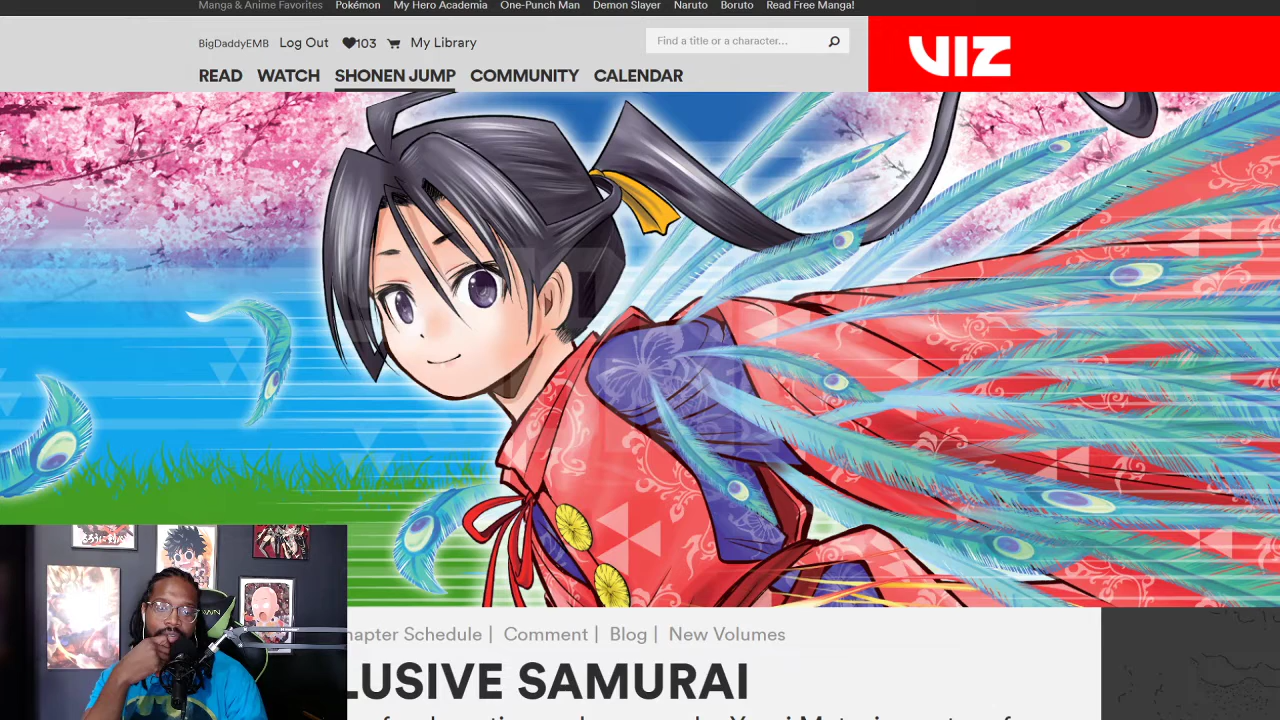 Manga & Anime Favorites Pokémon My Hero Academia One-Punch Man Demon Slayer Naruto Boruto Read Free Manga!
BigDaddyEMB Log Out 103 My Library
Find a title or a character...
VIZ
READ WATCH SHONEN JUMP COMMUNITY CALENDAR
hapter Schedule | Comment | Blog | New Volumes
LUSIVE SAMURAI